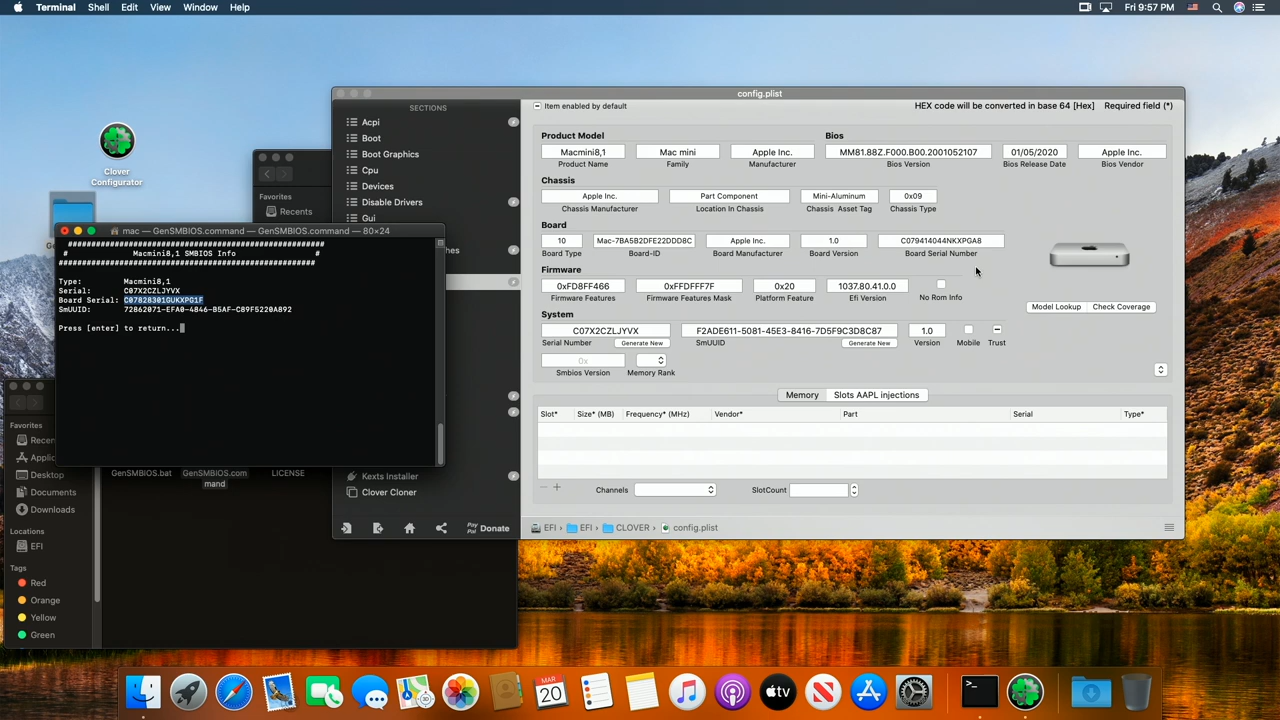 Terminal Shell Edit View Window Help
Fri 9:57 PM
Clover
Configurator
Favorites
Recents
mac — GenSMBIOS.command — GenSMBIOS.command — 80×24
#######################################################
# Macmini8,1 SMBIOS Info #
#####################################################
Type: Macmini8,1
Serial: C07X2CZLJYVX
Board Serial: C07828301GUKXPG1F
SmUUID: 72862071-EFA0-4846-B5AF-C89F5220A892
Press [enter] to return...
Favorites
Recen
Applic
Desktop
Documents
Downloads
Locations
EFI
Tags
Red
Orange
Yellow
Green
GenSMBIOS.bat
GenSMBIOS.com
mand
LICENSE
config.plist
SECTIONS
Acpi
Boot
Boot Graphics
Cpu
Devices
Disable Drivers
Gui
hes
Kexts Installer
Clover Cloner
PayPal Donate
Item enabled by default
HEX code will be converted in base 64 [Hex] Required field (*)
Product Model
Bios
Macmini8,1 Mac mini Apple Inc. MM81.88Z.F000.B00.2001052107 01/05/2020 Apple Inc.
Product Name Family Manufacturer Bios Version Bios Release Date Bios Vendor
Chassis
Apple Inc. Part Component Mini-Aluminum 0x09
Chassis Manufacturer Location In Chassis Chassis Asset Tag Chassis Type
Board
10 Mac-7BA5B2DFE22DDD8C Apple Inc. 1.0 C079414044NKXPGA8
Board Type Board-ID Board Manufacturer Board Version Board Serial Number
Firmware
0xFD8FF466 0xFFDFFF7F 0x20 1037.80.41.0.0
Firmware Features Firmware Features Mask Platform Feature Efi Version No Rom Info
Model Lookup Check Coverage
System
C07X2CZLJYVX F2ADE611-5081-45E3-8416-7D5F9C3D8C87 1.0
Serial Number Generate New SmUUID Generate New Version Mobile Trust
0x
Smbios Version Memory Rank
Memory Slots AAPL injections
Slot* Size* (MB) Frequency* (MHz) Vendor* Part Serial Type*
Channels SlotCount
EFI EFI CLOVER config.plist
MAR
20